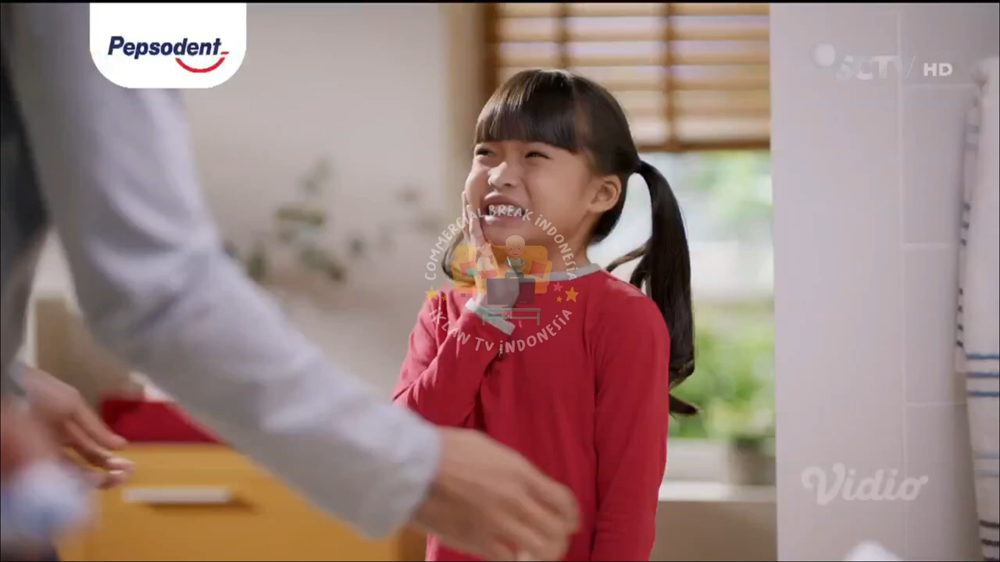 Pepsodent
SCTV HD
COMMERCIAL BREAK INDONESIA
IKLAN TV INDONESIA
Vidio